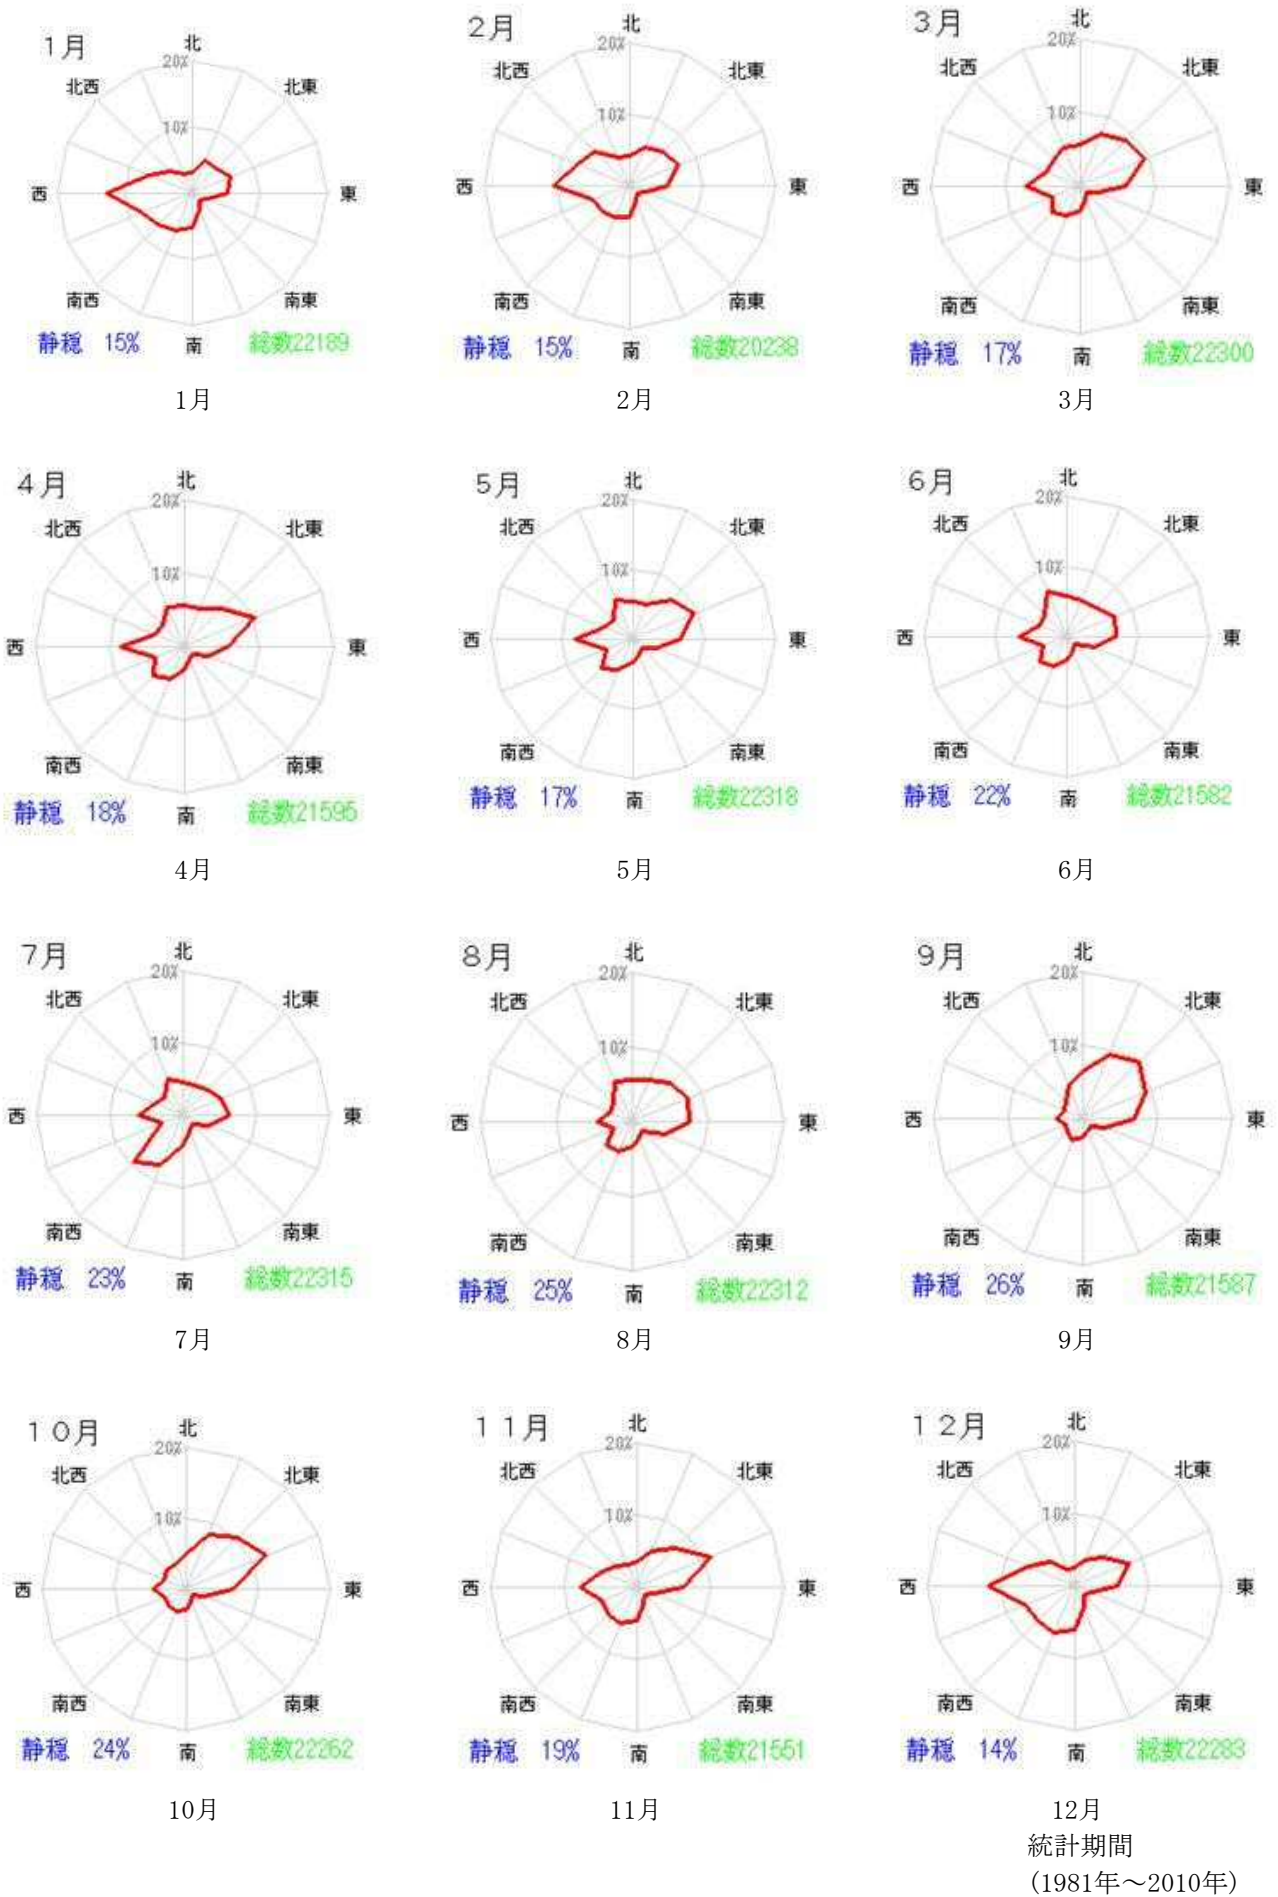 1月
北
20%
北西
北東
10%
西
東
南西
南東
静穏 15%
南
総数22189
1月
2月
北
20%
北西
北東
10%
西
東
南西
南東
静穏 15%
南
総数20238
2月
3月
北
20%
北西
北東
10%
西
東
南西
南東
静穏 17%
南
総数22300
3月
4月
北
20%
北西
北東
10%
西
東
南西
南東
静穏 18%
南
総数21595
4月
5月
北
20%
北西
北東
10%
西
東
南西
南東
静穏 17%
南
総数22318
5月
6月
北
20%
北西
北東
10%
西
東
南西
南東
静穏 22%
南
総数21582
6月
7月
北
20%
北西
北東
10%
西
東
南西
南東
静穏 23%
南
総数22315
7月
8月
北
20%
北西
北東
10%
西
東
南西
南東
静穏 25%
南
総数22312
8月
9月
北
20%
北西
北東
10%
西
東
南西
南東
静穏 26%
南
総数21587
9月
10月
北
20%
北西
北東
10%
西
東
南西
南東
静穏 24%
南
総数22262
10月
11月
北
20%
北西
北東
10%
西
東
南西
南東
静穏 19%
南
総数21551
11月
12月
北
20%
北西
北東
10%
西
東
南西
南東
静穏 14%
南
総数22283
12月
統計期間
(1981年～2010年)